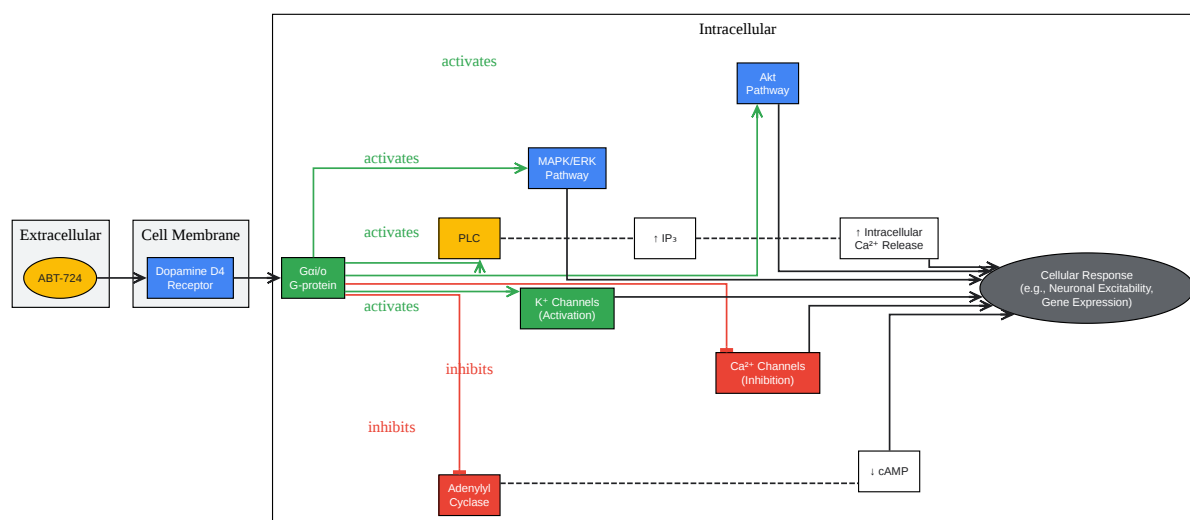 Intracellular
activates
Akt
Pathway
activates
MAPK/ERK
Pathway
Extracellular
ABT-724
Cell Membrane
Dopamine D4
Receptor
Gαi/o
G-protein
activates
PLC
↑ IP₃
↑ Intracellular
Ca²⁺ Release
activates
K⁺ Channels
(Activation)
Cellular Response
(e.g., Neuronal Excitability,
Gene Expression)
inhibits
Ca²⁺ Channels
(Inhibition)
inhibits
Adenylyl
Cyclase
↓ cAMP